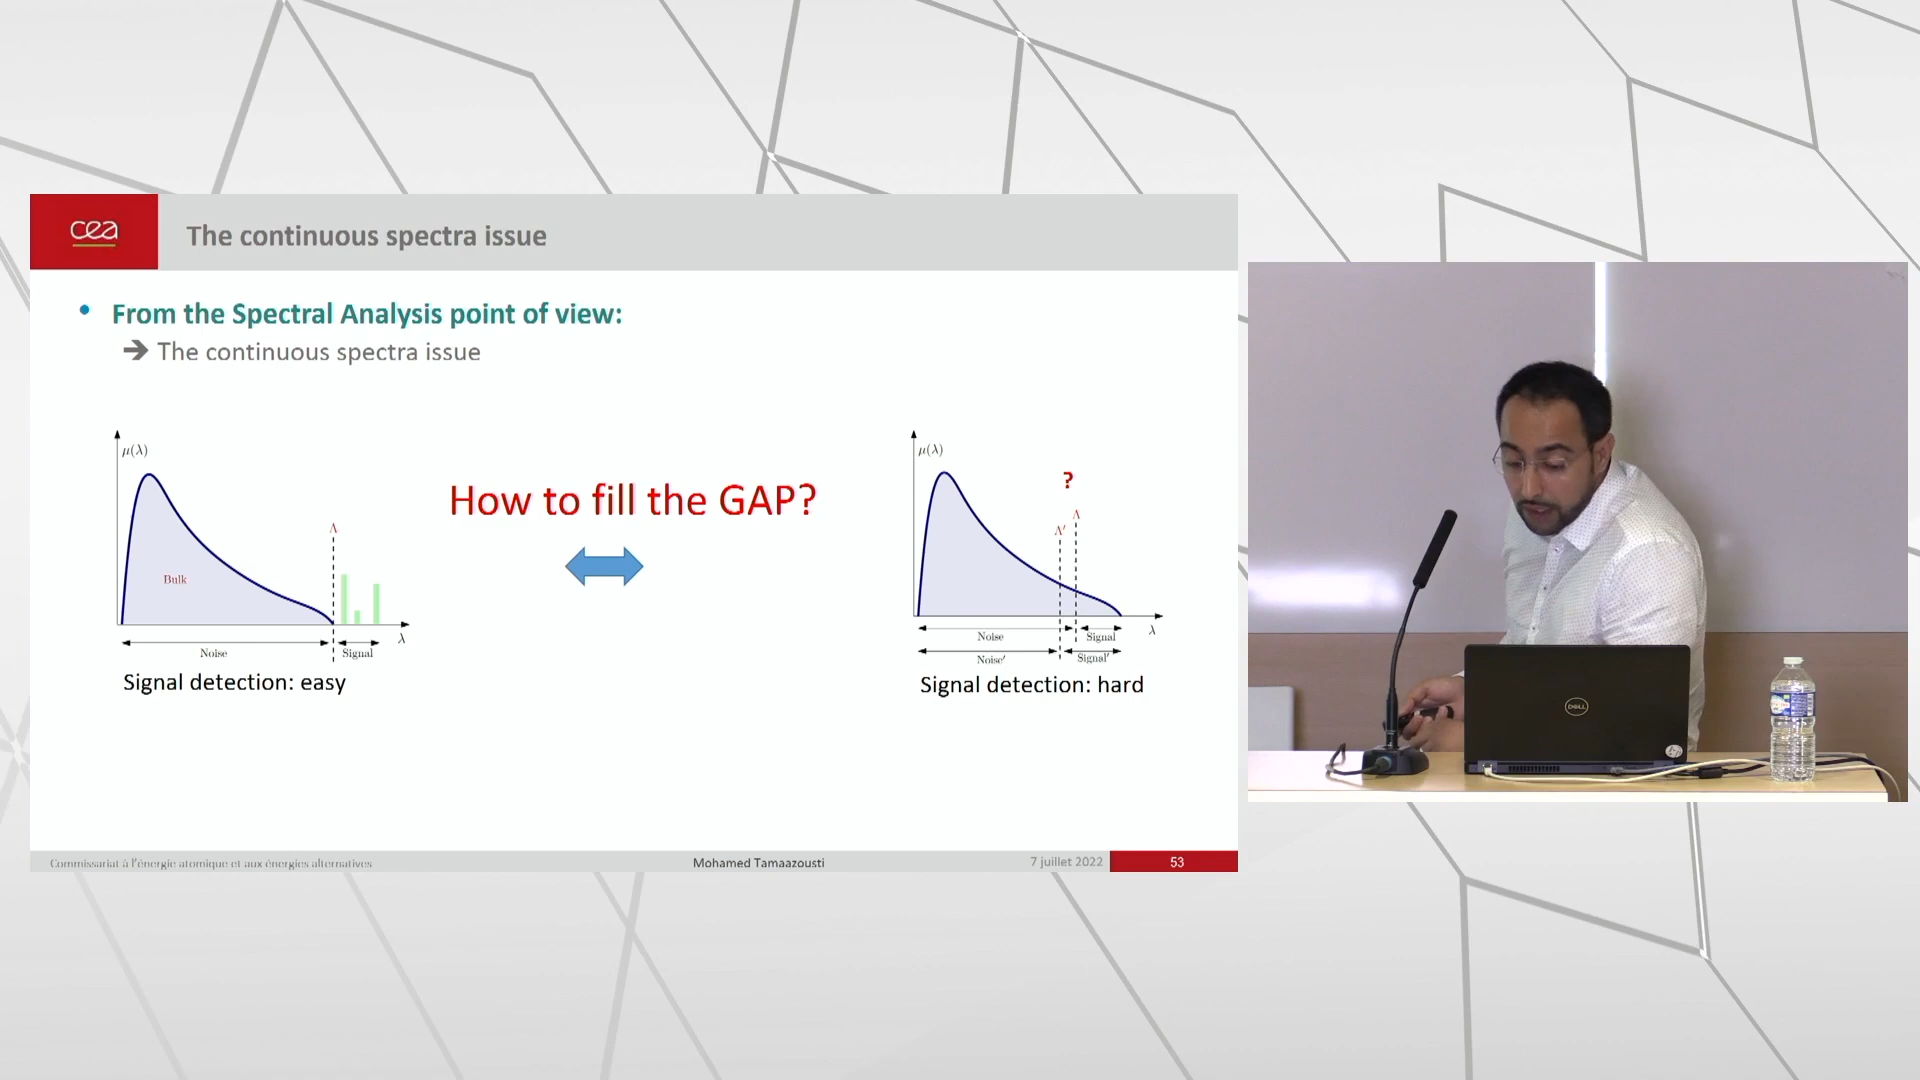 cea
The continuous spectra issue
• From the Spectral Analysis point of view:
➔ The continuous spectra issue
μ(λ)
Λ
Bulk
λ
Noise
Signal
Signal detection: easy
How to fill the GAP?
μ(λ)
?
Λ
Λ′
λ
Noise
Signal
Noise′
Signal′
Signal detection: hard
Commissariat à l'énergie atomique et aux énergies alternatives
Mohamed Tamaazousti
7 juillet 2022
53
DELL